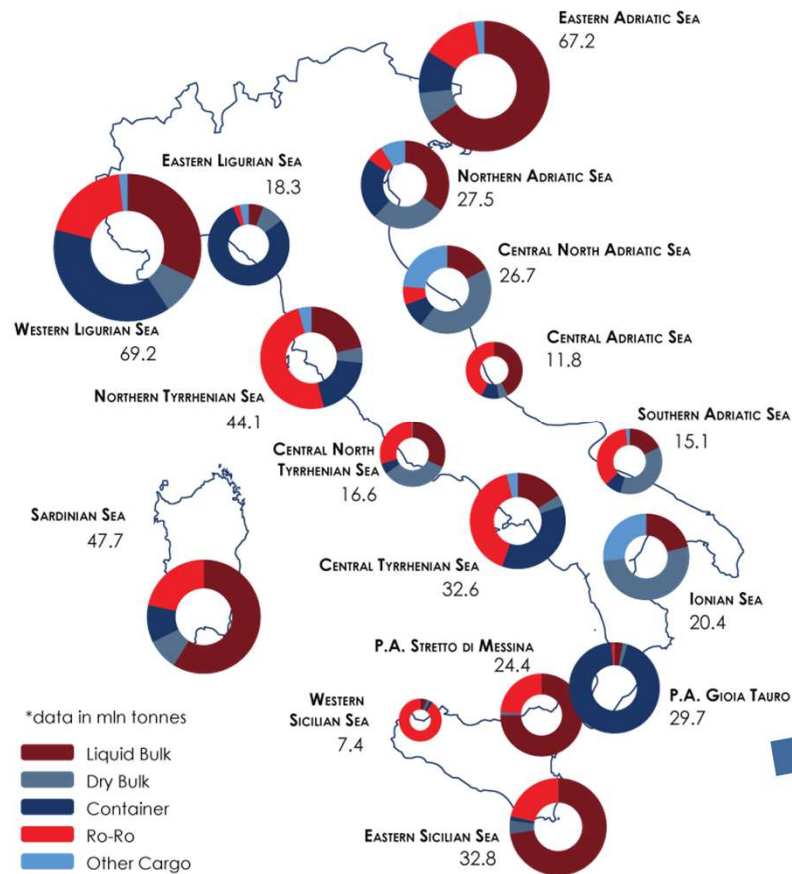 Eastern Adriatic Sea
67.2
Eastern Ligurian Sea
18.3
Northern Adriatic Sea
27.5
Central North Adriatic Sea
26.7
Western Ligurian Sea
69.2
Central Adriatic Sea
11.8
Northern Tyrrhenian Sea
44.1
Southern Adriatic Sea
15.1
Central North
Tyrrhenian Sea
16.6
Sardinian Sea
47.7
Central Tyrrhenian Sea
32.6
Ionian Sea
20.4
P.A. Stretto di Messina
24.4
P.A. Gioia Tauro
29.7
Western
Sicilian Sea
7.4
*data in mln tonnes
Liquid Bulk
Dry Bulk
Container
Ro-Ro
Other Cargo
Eastern Sicilian Sea
32.8